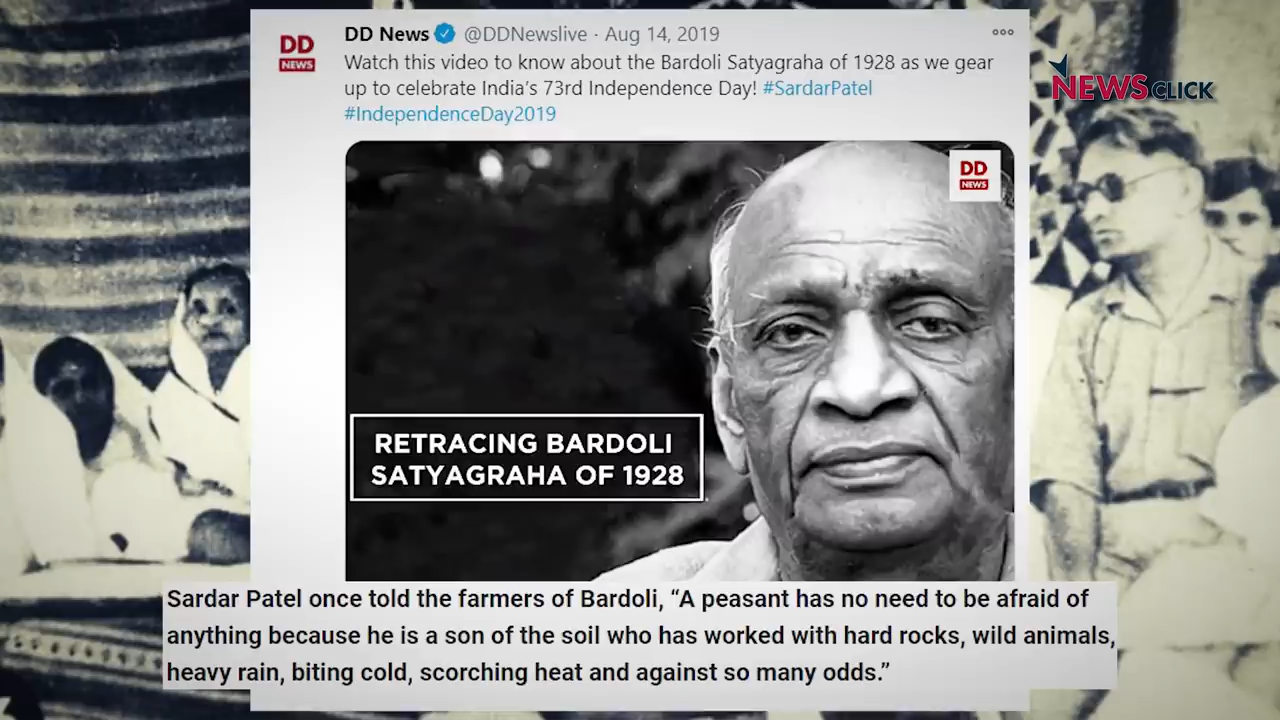 DD
NEWS
DD News @DDNewslive · Aug 14, 2019
Watch this video to know about the Bardoli Satyagraha of 1928 as we gear
up to celebrate India's 73rd Independence Day! #SardarPatel
#IndependenceDay2019
NEWSCLICK
DD
NEWS
RETRACING BARDOLI
SATYAGRAHA OF 1928
Sardar Patel once told the farmers of Bardoli, “A peasant has no need to be afraid of
anything because he is a son of the soil who has worked with hard rocks, wild animals,
heavy rain, biting cold, scorching heat and against so many odds.”